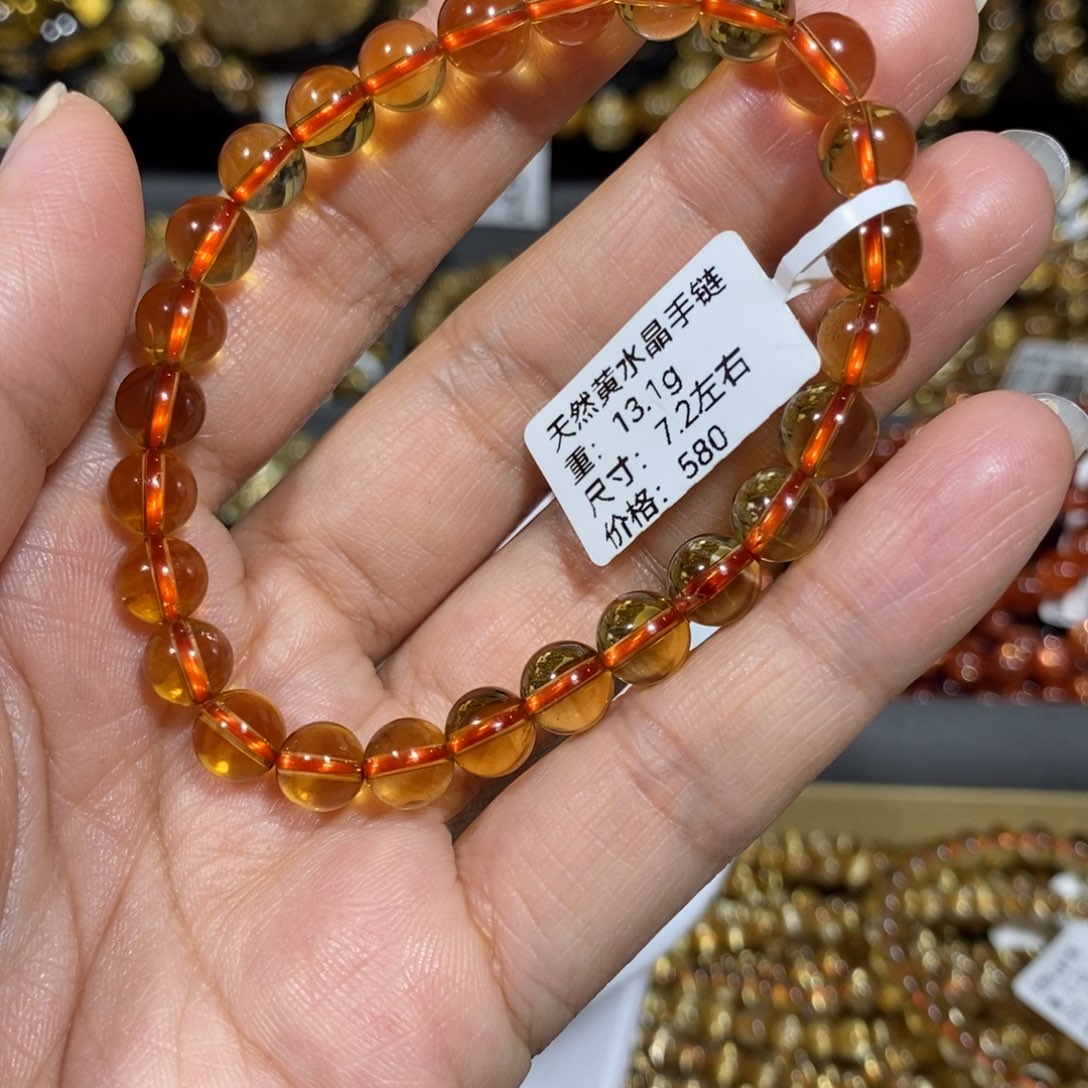 天然黄水晶手链
重： 13.1g
尺寸： 7.2左右
价格： 580